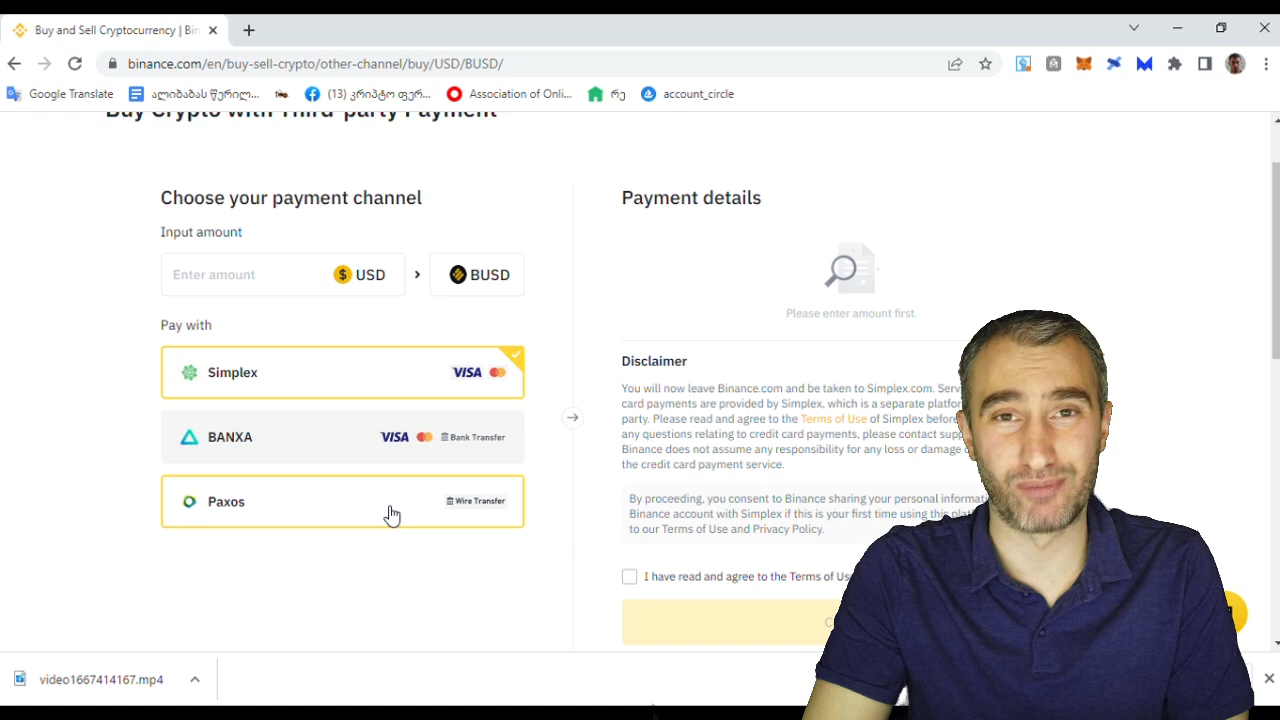 Buy and Sell Cryptocurrency | Bin
binance.com/en/buy-sell-crypto/other-channel/buy/USD/BUSD/
Google Translate
ალიბაბას წერილ...
(13) კრიპტო ფერ...
Association of Onli...
რე
account_circle
Buy Crypto with Third-party Payment
Choose your payment channel
Input amount
Enter amount
$ USD
BUSD
Pay with
Simplex
VISA
BANXA
VISA
Bank Transfer
Paxos
Wire Transfer
Payment details
Please enter amount first.
Disclaimer
You will now leave Binance.com and be taken to Simplex.com. Serv
card payments are provided by Simplex, which is a separate platfor
party. Please read and agree to the Terms of Use of Simplex before
any questions relating to credit card payments, please contact supp
Binance does not assume any responsibility for any loss or damage
the credit card payment service.
By proceeding, you consent to Binance sharing your personal informati
Binance account with Simplex if this is your first time using this plat
to our Terms of Use and Privacy Policy.
I have read and agree to the Terms of Us
C
video1667414167.mp4